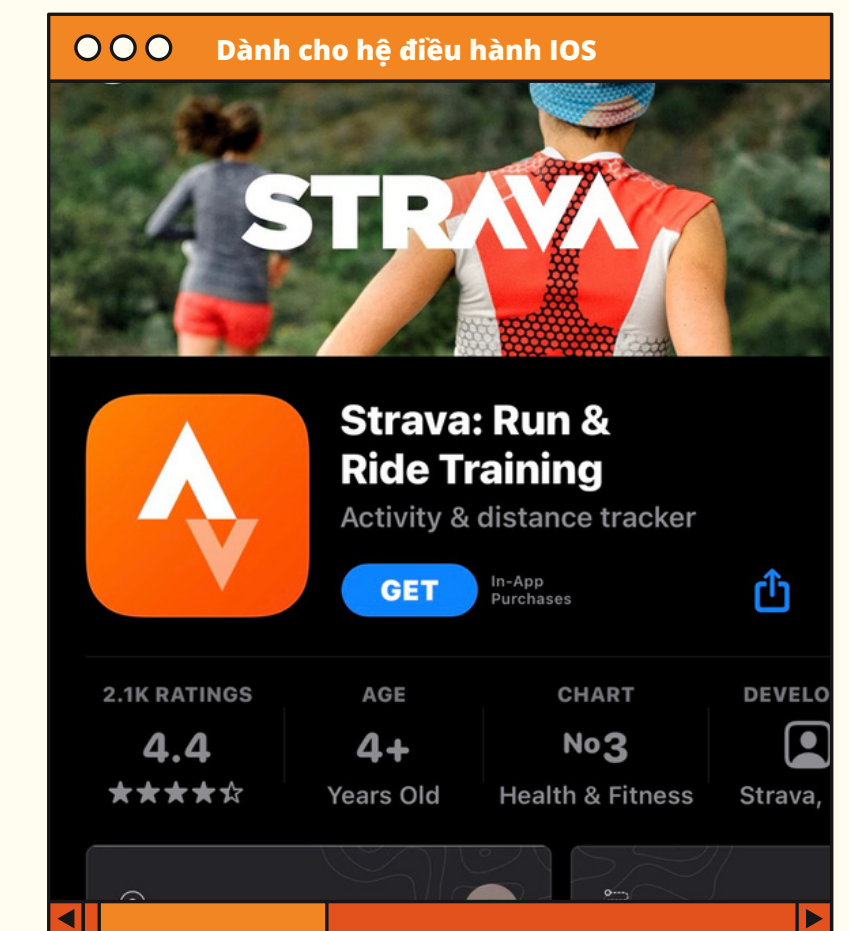 Dành cho hệ điều hành IOS
STRAVA
Strava: Run &
Ride Training
Activity & distance tracker
GET
In-App
Purchases
2.1K RATINGS
AGE
CHART
DEVELO
4.4
4+
No3
Years Old
Health & Fitness
Strava,